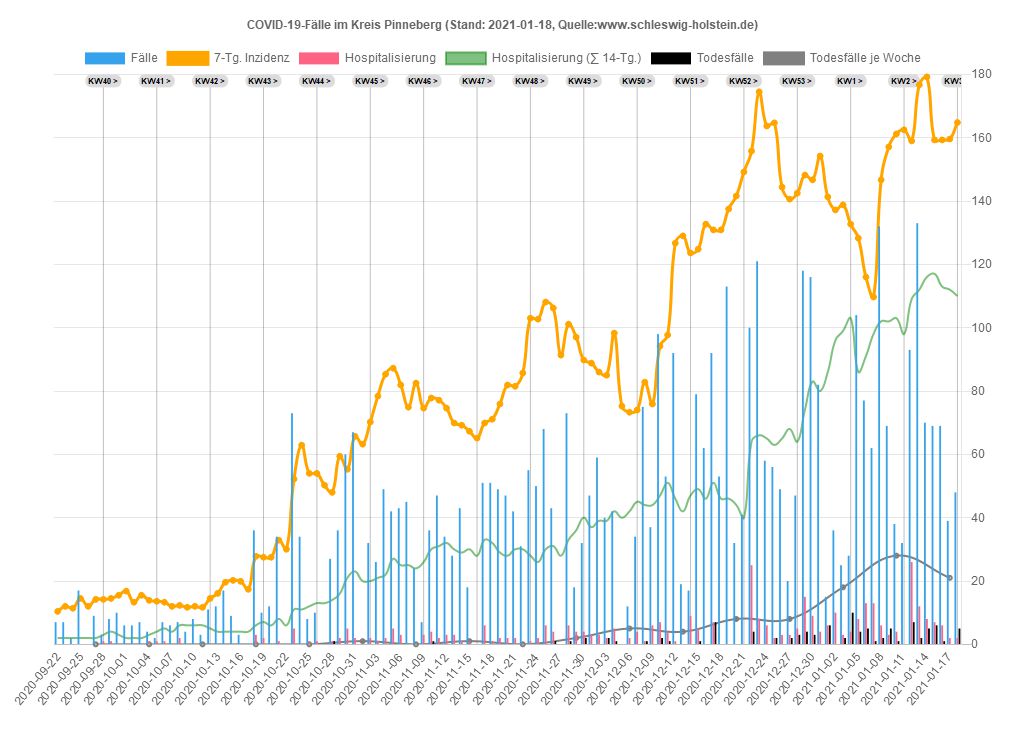 COVID-19-Fälle im Kreis Pinneberg (Stand: 2021-01-18, Quelle:www.schleswig-holstein.de)
Fälle 7-Tg. Inzidenz Hospitalisierung Hospitalisierung (∑ 14-Tg.) Todesfälle Todesfälle je Woche
KW40 > KW41 > KW42 > KW43 > KW44 > KW45 > KW46 > KW47 > KW48 > KW49 > KW50 > KW51 > KW52 > KW53 > KW1 > KW2 > KW3
180
160
140
120
100
80
60
40
20
0
2020-09-22 2020-09-25 2020-09-28 2020-10-01 2020-10-04 2020-10-07 2020-10-10 2020-10-13 2020-10-16 2020-10-19 2020-10-22 2020-10-25 2020-10-28 2020-10-31 2020-11-03 2020-11-06 2020-11-09 2020-11-12 2020-11-15 2020-11-18 2020-11-21 2020-11-24 2020-11-27 2020-11-30 2020-12-03 2020-12-06 2020-12-09 2020-12-12 2020-12-15 2020-12-18 2020-12-21 2020-12-24 2020-12-27 2020-12-30 2021-01-02 2021-01-05 2021-01-08 2021-01-11 2021-01-14 2021-01-17